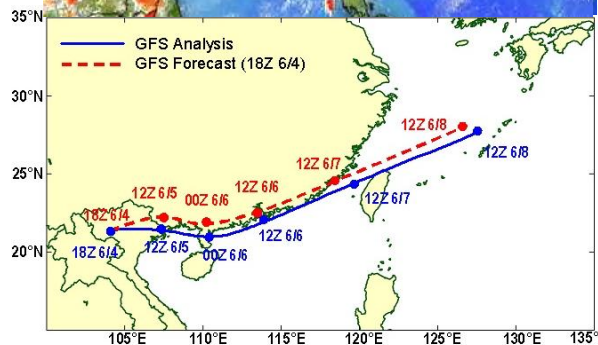 35°N
GFS Analysis
GFS Forecast (18Z 6/4)
30°N
12Z 6/8
12Z 6/8
12Z 6/7
25°N
12Z 6/5
00Z 6/6
12Z 6/6
12Z 6/7
18Z 6/4
18Z 6/4
12Z 6/5
00Z 6/6
12Z 6/6
20°N
105°E 110°E 115°E 120°E 125°E 130°E 135°E